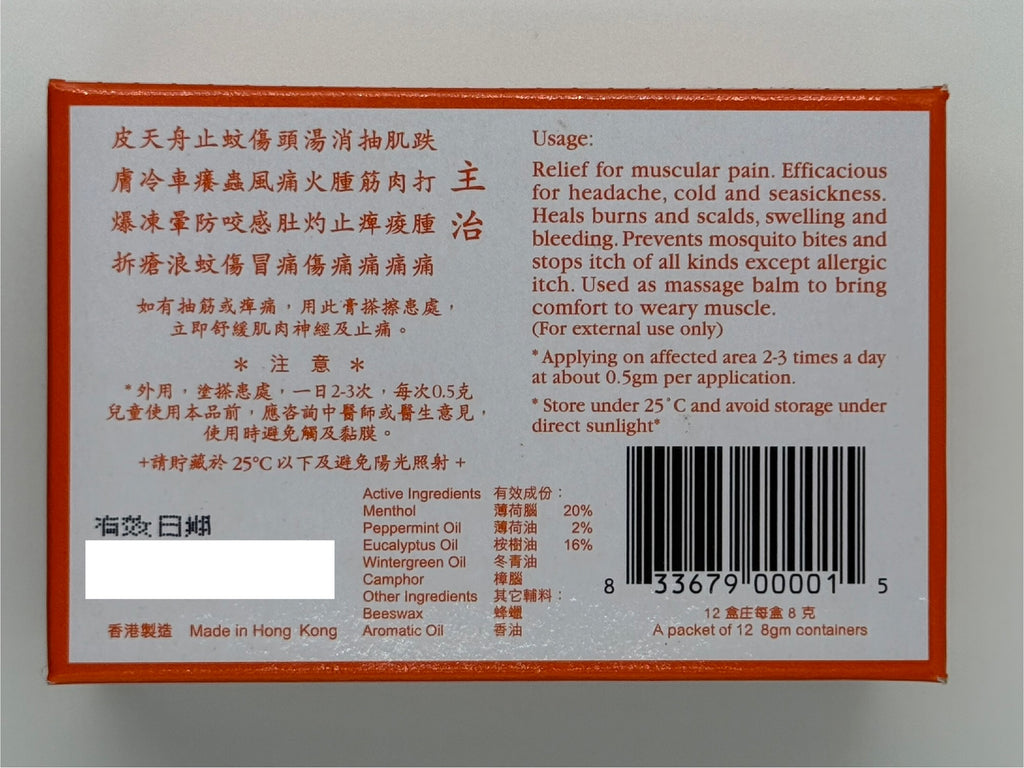 主治
跌打腫痛
肌肉痠痛
抽筋痺痛
消腫止痛
湯火灼傷
頭痛肚痛
傷風感冒
蚊蟲咬傷
止癢防蚊
舟車暈浪
天冷凍瘡
皮膚爆拆
如有抽筋或痺痛，用此膏搽擦患處，
立即舒緩肌肉神經及止痛。
* 注 意 *
*外用，塗搽患處，一日2-3次，每次0.5克
兒童使用本品前，應咨詢中醫師或醫生意見，
使用時避免觸及黏膜。
+請貯藏於 25°C 以下及避免陽光照射 +
有效日期
香港製造 Made in Hong Kong
Usage:
Relief for muscular pain. Efficacious
for headache, cold and seasickness.
Heals burns and scalds, swelling and
bleeding. Prevents mosquito bites and
stops itch of all kinds except allergic
itch. Used as massage balm to bring
comfort to weary muscle.
(For external use only)
*Applying on affected area 2-3 times a day
at about 0.5gm per application.
*Store under 25°C and avoid storage under
direct sunlight*
Active Ingredients 有效成份：
Menthol 薄荷腦 20%
Peppermint Oil 薄荷油 2%
Eucalyptus Oil 桉樹油 16%
Wintergreen Oil 冬青油
Camphor 樟腦
Other Ingredients 其它輔料：
Beeswax 蜂蠟
Aromatic Oil 香油
8 33679 00001 5
12 盒庄每盒 8 克
A packet of 12 8gm containers